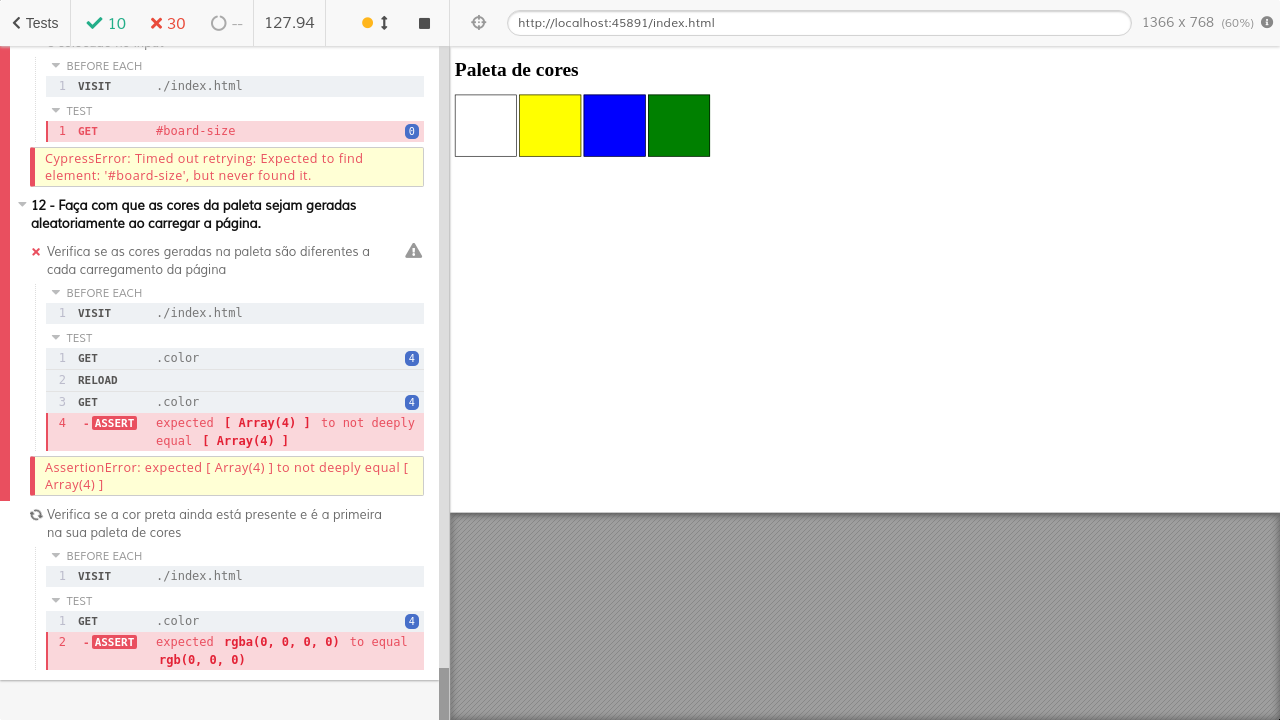 Tests
10
30
--
127.94
http://localhost:45891/index.html
1366 x 768 (60%)
BEFORE EACH
1 VISIT ./index.html
TEST
1 GET #board-size 0
CypressError: Timed out retrying: Expected to find
element: '#board-size', but never found it.
12 - Faça com que as cores da paleta sejam geradas
aleatoriamente ao carregar a página.
Verifica se as cores geradas na paleta são diferentes a
cada carregamento da página
BEFORE EACH
1 VISIT ./index.html
TEST
1 GET .color 4
2 RELOAD
3 GET .color 4
4 -ASSERT expected [ Array(4) ] to not deeply
equal [ Array(4) ]
AssertionError: expected [ Array(4) ] to not deeply equal [
Array(4) ]
Verifica se a cor preta ainda está presente e é a primeira
na sua paleta de cores
BEFORE EACH
1 VISIT ./index.html
TEST
1 GET .color 4
2 -ASSERT expected rgba(0, 0, 0, 0) to equal
rgb(0, 0, 0)
Paleta de cores